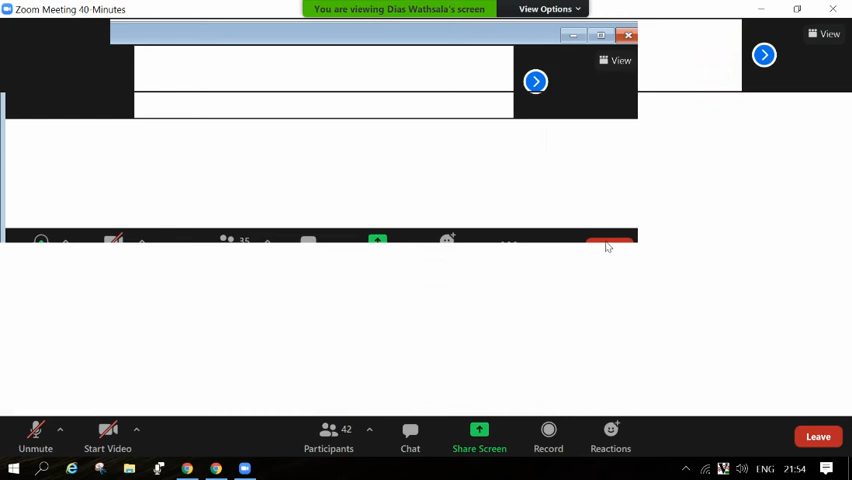 Zoom Meeting 40-Minutes
You are viewing Dias Wathsala's screen
View Options
View
View
35
42
Unmute
Start Video
Participants
Chat
Share Screen
Record
Reactions
Leave
ENG
21:54